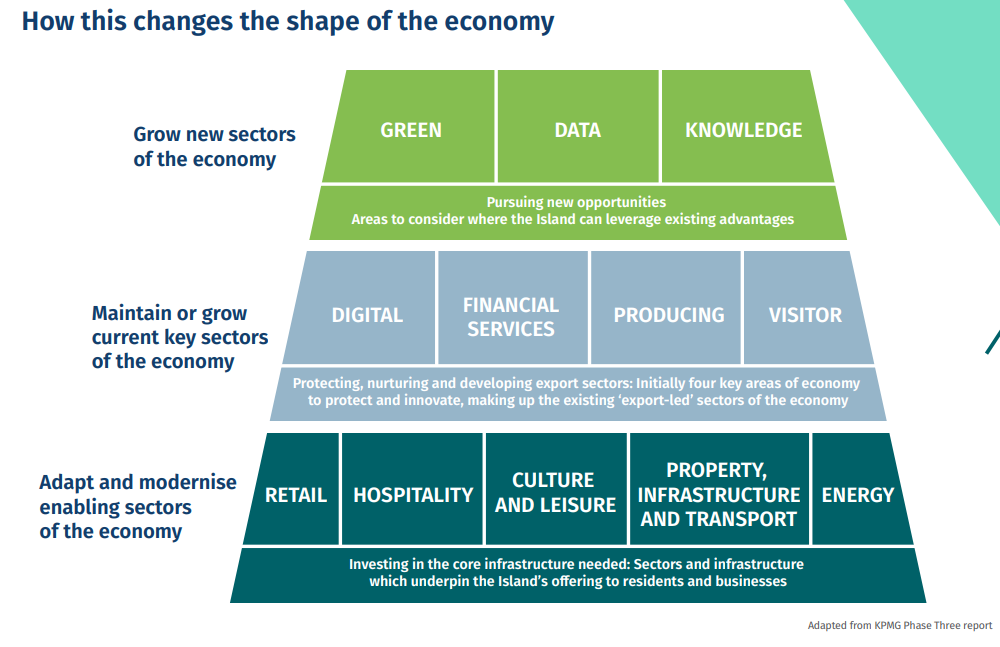 How this changes the shape of the economy
Grow new sectors
of the economy
GREEN
DATA
KNOWLEDGE
Pursuing new opportunities
Areas to consider where the Island can leverage existing advantages
Maintain or grow
current key sectors
of the economy
DIGITAL
FINANCIAL
SERVICES
PRODUCING
VISITOR
Protecting, nurturing and developing export sectors: Initially four key areas of economy
to protect and innovate, making up the existing ‘export-led’ sectors of the economy
Adapt and modernise
enabling sectors
of the economy
RETAIL
HOSPITALITY
CULTURE
AND LEISURE
PROPERTY,
INFRASTRUCTURE
AND TRANSPORT
ENERGY
Investing in the core infrastructure needed: Sectors and infrastructure
which underpin the Island’s offering to residents and businesses
Adapted from KPMG Phase Three report